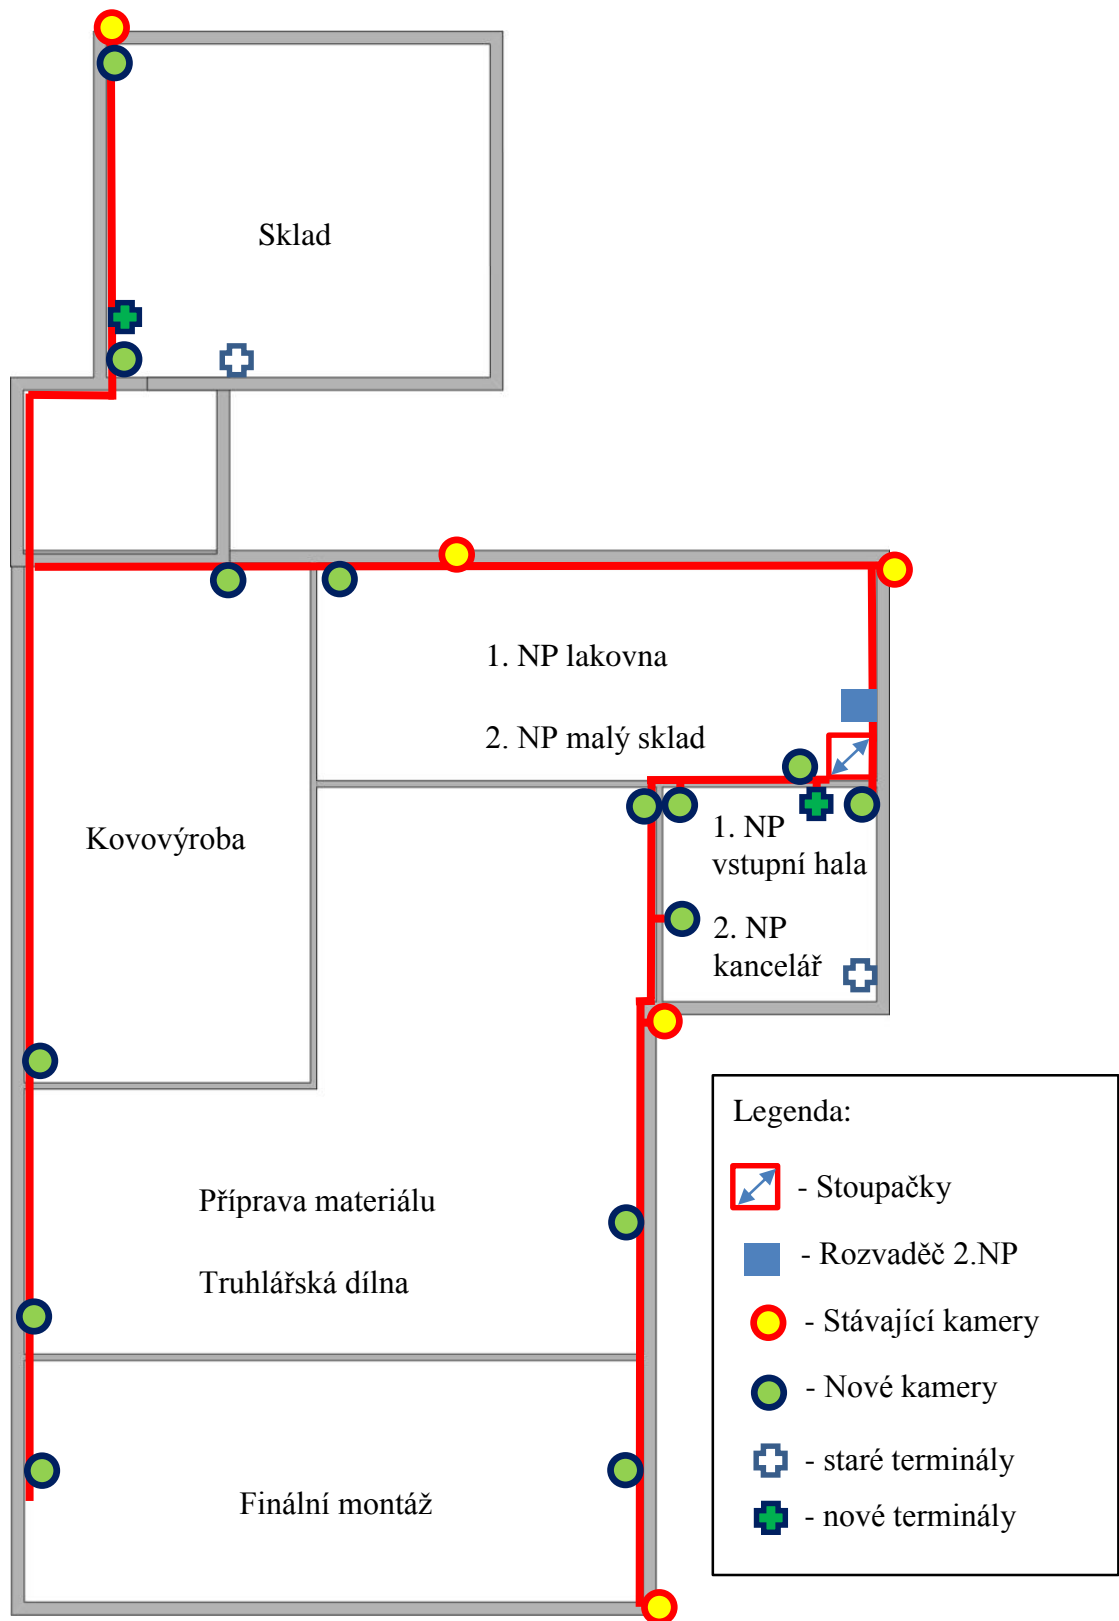 Sklad
1. NP lakovna
2. NP malý sklad
Kovovýroba
1. NP
vstupní hala
2. NP
kancelář
Příprava materiálu
Truhlářská dílna
Finální montáž
Legenda:
- Stoupačky
- Rozvaděč 2.NP
- Stávající kamery
- Nové kamery
- staré terminály
- nové terminály